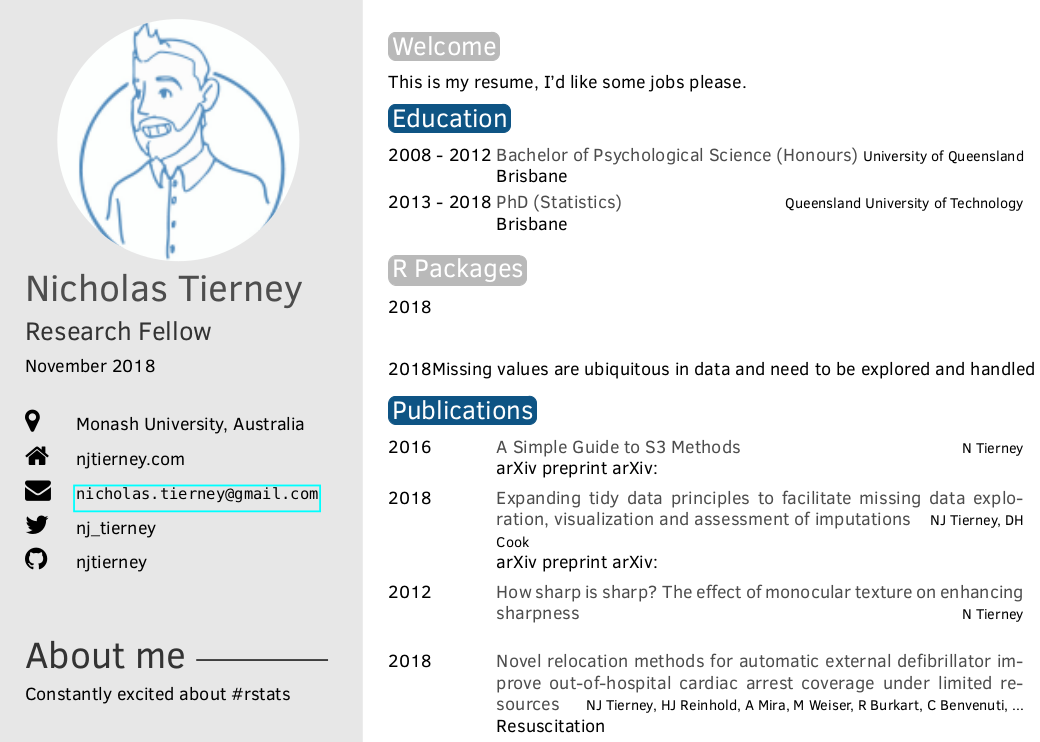 Nicholas Tierney
Research Fellow
November 2018
Monash University, Australia
njtierney.com
nicholas.tierney@gmail.com
nj_tierney
njtierney
About me
Constantly excited about #rstats
Welcome
This is my resume, I'd like some jobs please.
Education
2008 - 2012 Bachelor of Psychological Science (Honours) University of Queensland
Brisbane
2013 - 2018 PhD (Statistics) Queensland University of Technology
Brisbane
R Packages
2018
2018Missing values are ubiquitous in data and need to be explored and handled
Publications
2016 A Simple Guide to S3 Methods N Tierney
arXiv preprint arXiv:
2018 Expanding tidy data principles to facilitate missing data explo-
ration, visualization and assessment of imputations NJ Tierney, DH
Cook
arXiv preprint arXiv:
2012 How sharp is sharp? The effect of monocular texture on enhancing
sharpness N Tierney
2018 Novel relocation methods for automatic external defibrillator im-
prove out-of-hospital cardiac arrest coverage under limited re-
sources NJ Tierney, HJ Reinhold, A Mira, M Weiser, R Burkart, C Benvenuti, ...
Resuscitation